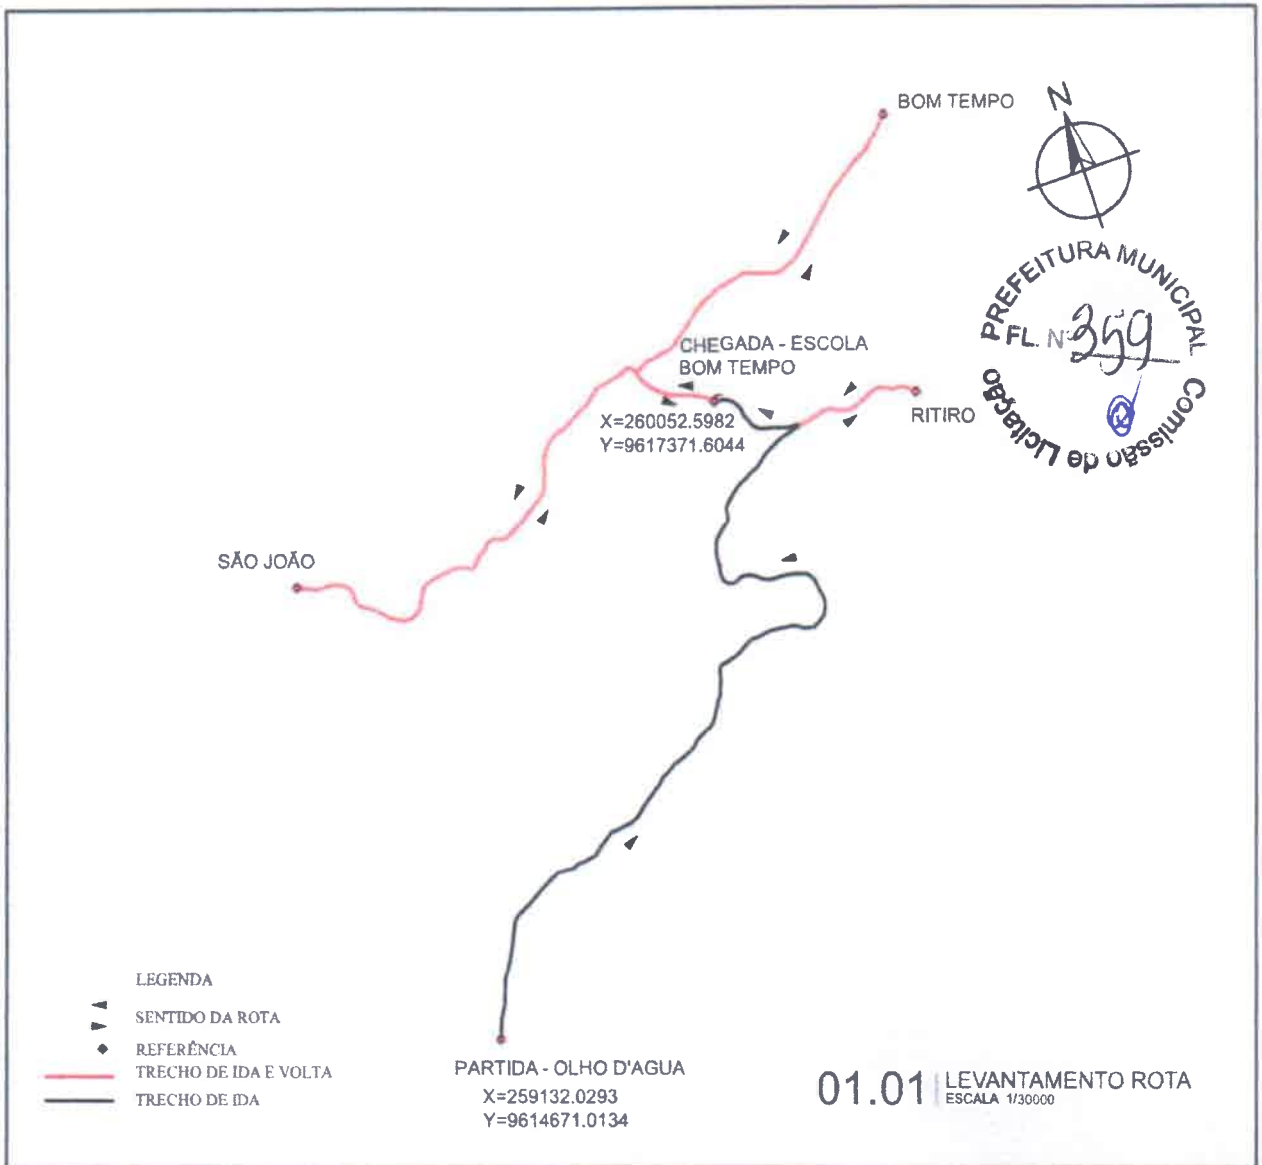 BOM TEMPO
N
PREFEITURA MUNICIPAL
FL. Nº 359
Comissão de Licitação
CHEGADA - ESCOLA
BOM TEMPO
X=260052.5982
Y=9617371.6044
RITIRO
SÃO JOÃO
LEGENDA
SENTIDO DA ROTA
REFERÊNCIA
TRECHO DE IDA E VOLTA
TRECHO DE IDA
PARTIDA - OLHO D'AGUA
X=259132.0293
Y=9614671.0134
01.01 LEVANTAMENTO ROTA
ESCALA 1/30000